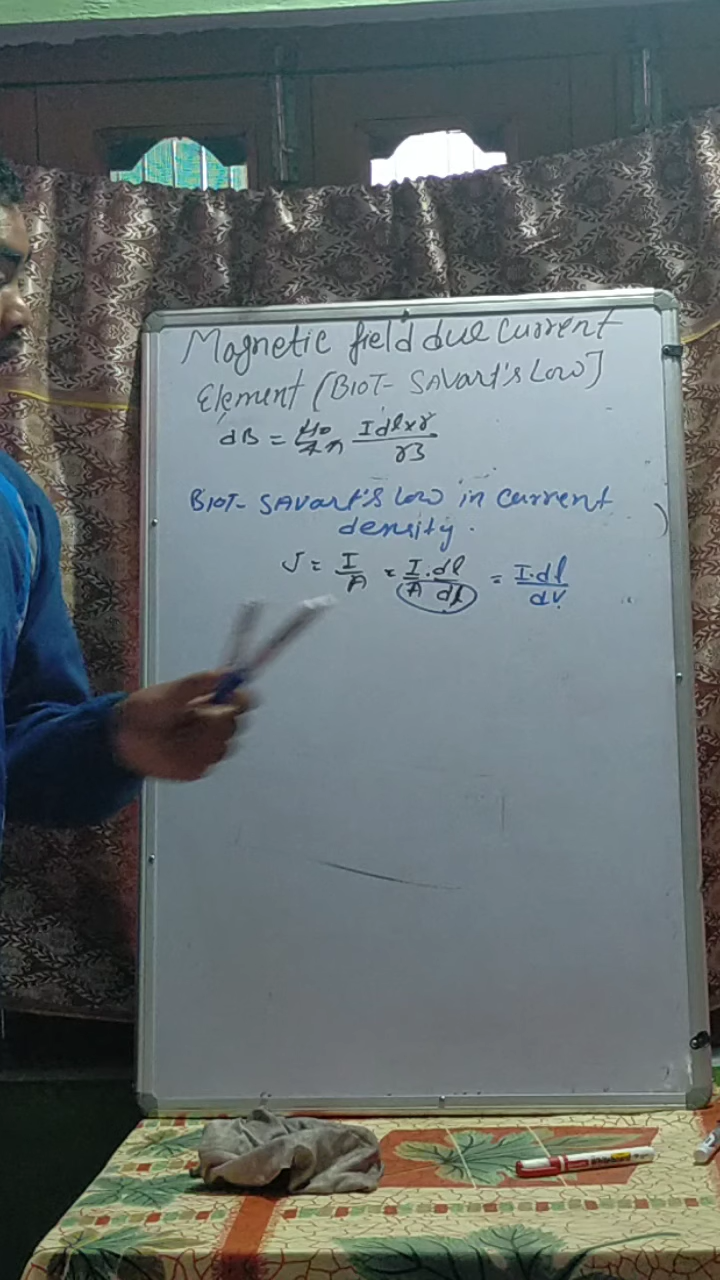 Magnetic field due current
Element (BIOT- SAVart's Low]
dB = μ0/4π Idl×r/r3
BIOT- SAVart's Low in current
density.
J = I/A = I.dl/A dl = I.dl/dV